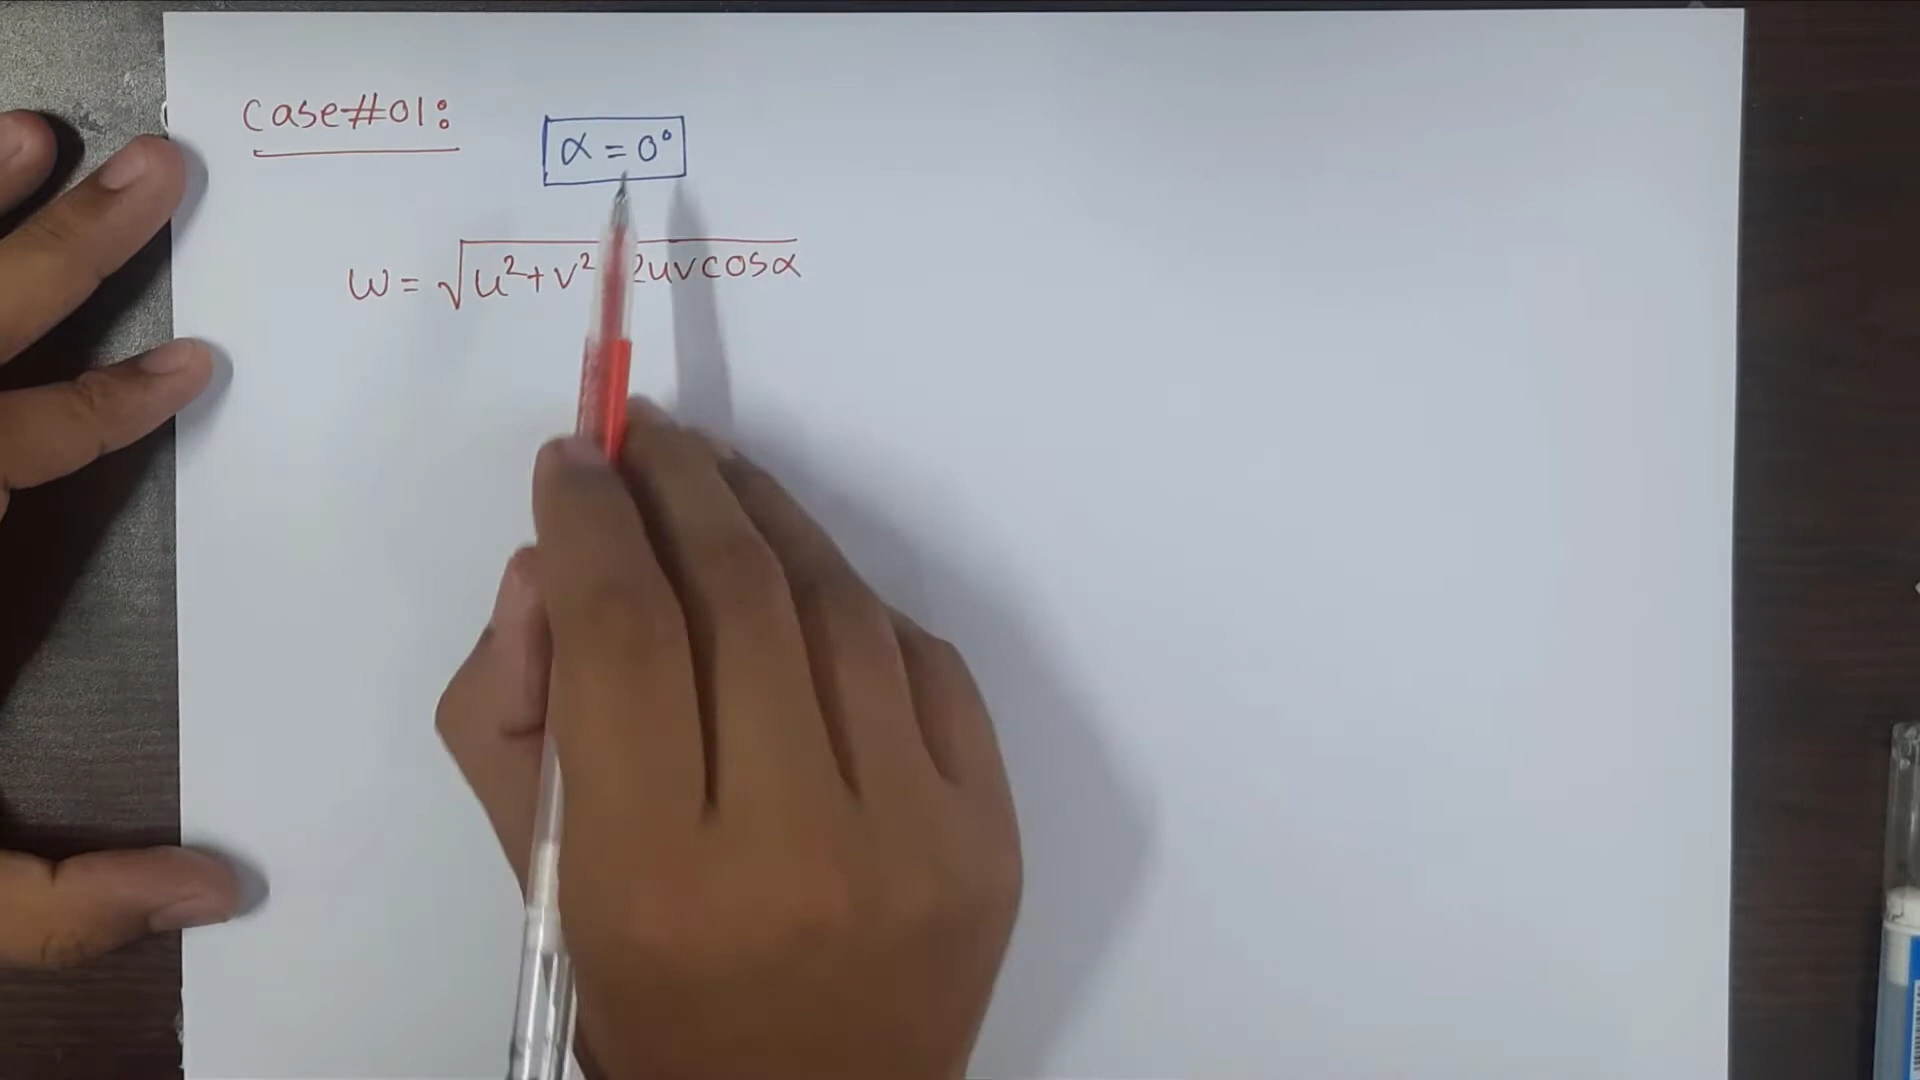 Case#01:
α = 0°
w = √u²+v² 2uvcosα